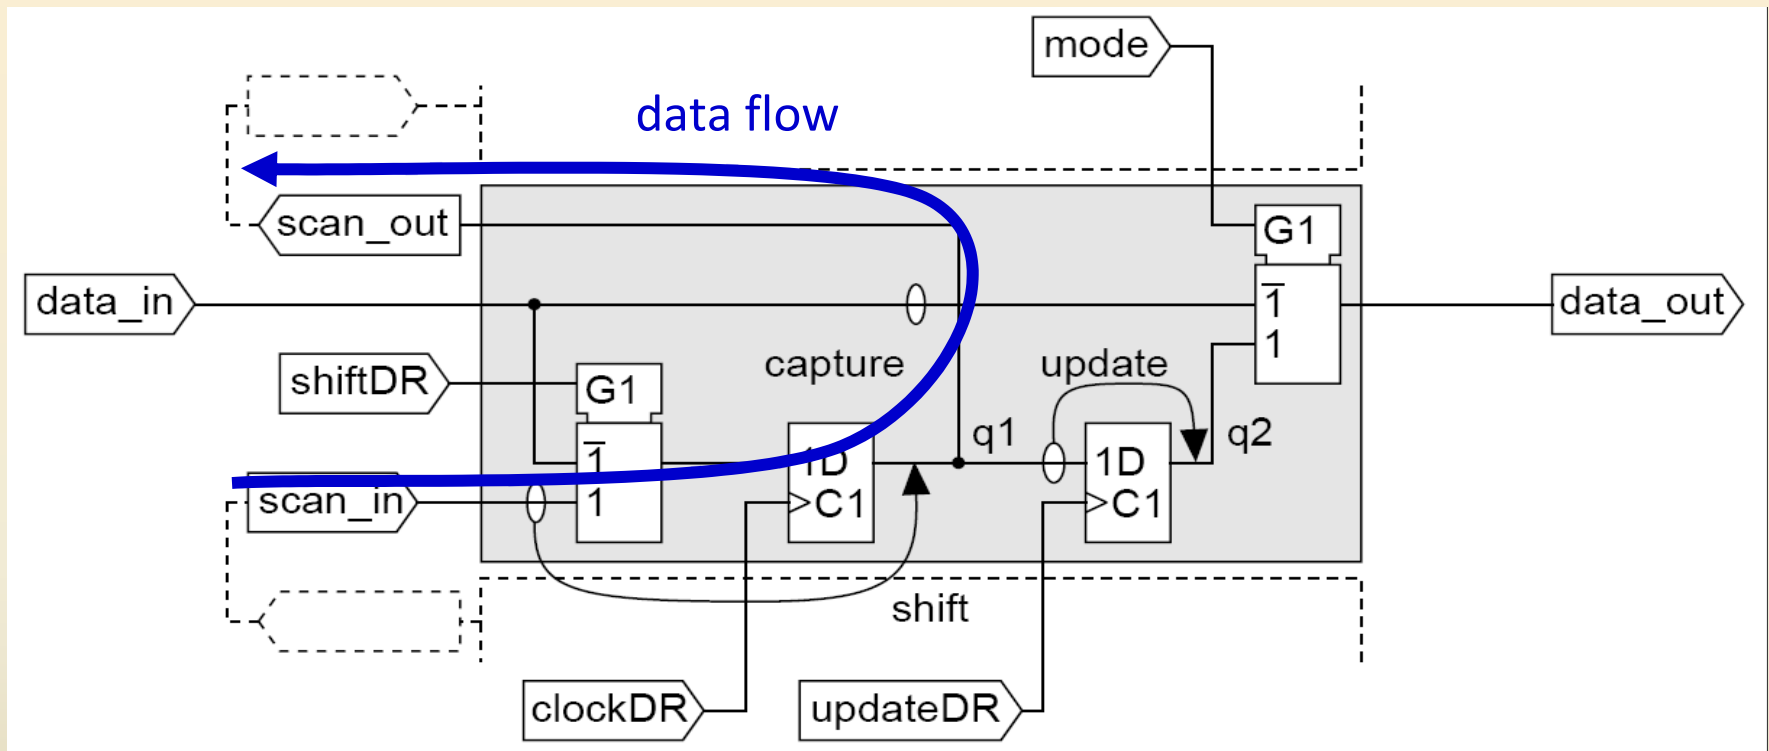 mode
data flow
scan_out
G1
data_in
1
data_out
1
capture
update
shiftDR
G1
q1
q2
1
1D
1D
scan_in
1
C1
C1
shift
clockDR
updateDR